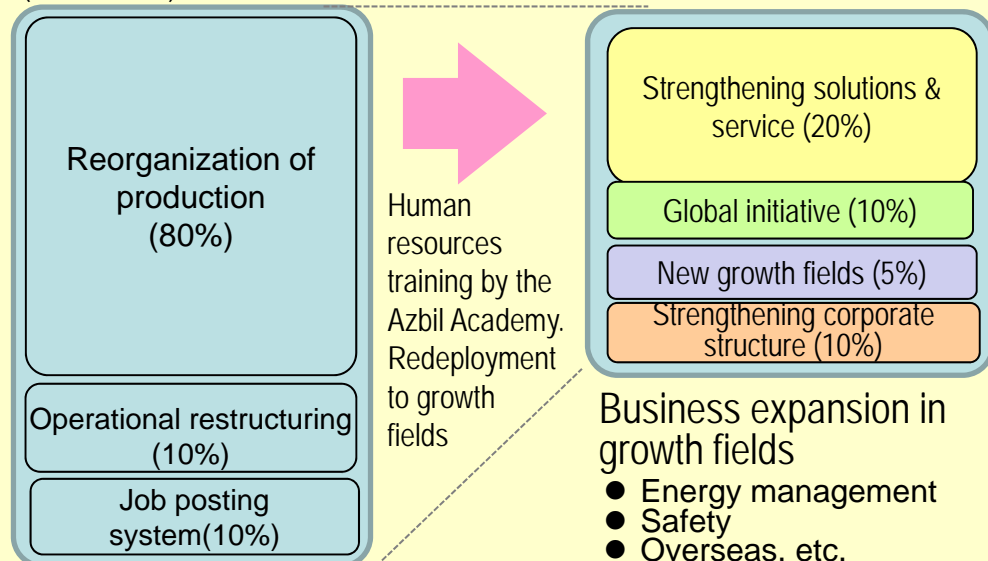 Reorganization of
production
(80%)
Operational restructuring
(10%)
Job posting
system(10%)
Human
resources
training by the
Azbil Academy.
Redeployment
to growth
fields
Strengthening solutions &
service (20%)
Global initiative (10%)
New growth fields (5%)
Strengthening corporate
structure (10%)
Business expansion in
growth fields
● Energy management
● Safety
● Overseas, etc.